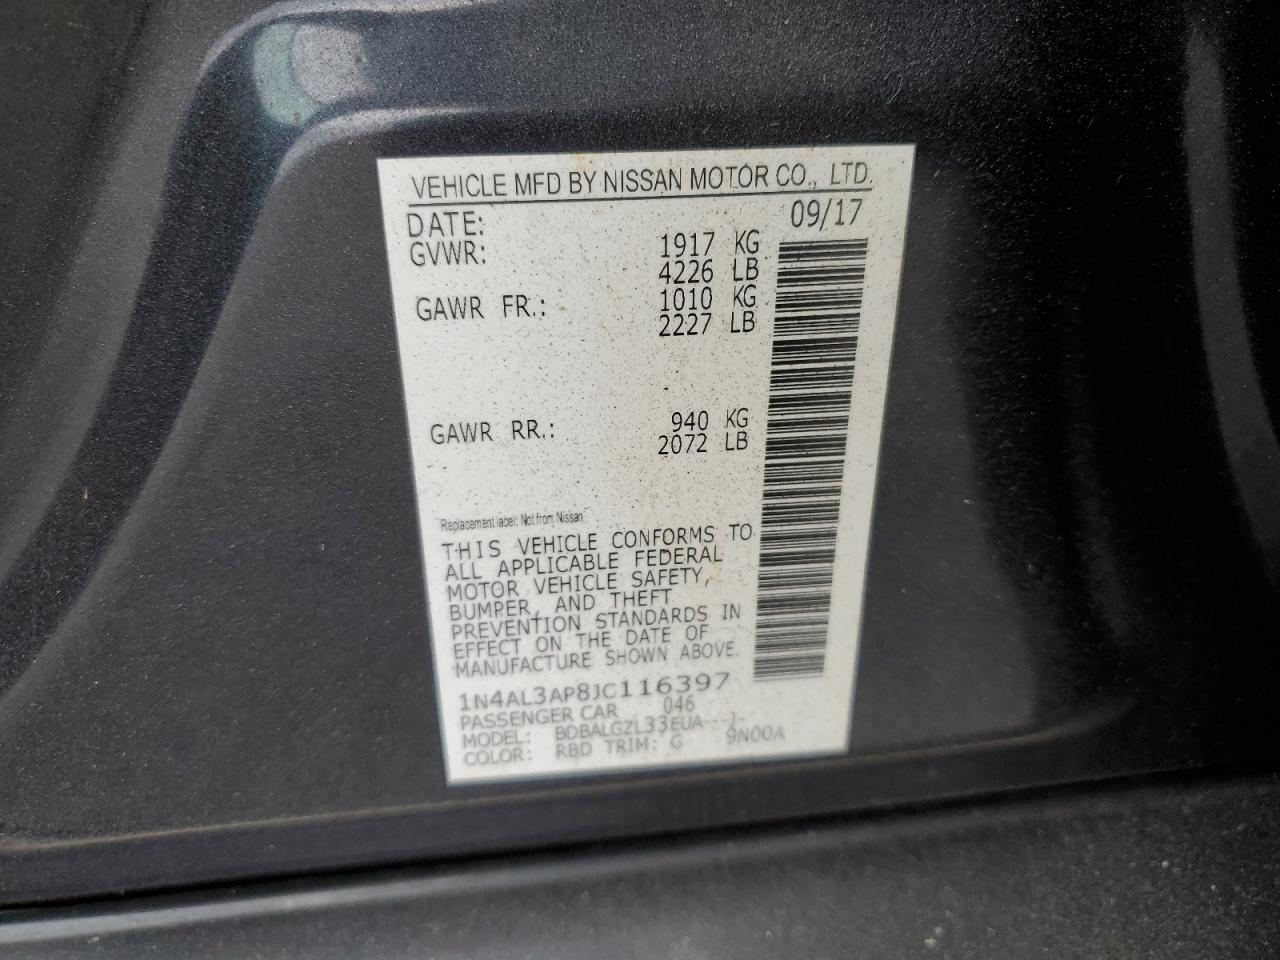 VEHICLE MFD BY NISSAN MOTOR CO., LTD.
DATE: 09/17
GVWR: 1917 KG
4226 LB
GAWR FR.: 1010 KG
2227 LB
GAWR RR.: 940 KG
2072 LB
Replacement label: Not from Nissan
THIS VEHICLE CONFORMS TO
ALL APPLICABLE FEDERAL
MOTOR VEHICLE SAFETY,
BUMPER, AND THEFT
PREVENTION STANDARDS IN
EFFECT ON THE DATE OF
MANUFACTURE SHOWN ABOVE.
1N4AL3AP8JC116397
PASSENGER CAR 046
MODEL: BDBALGZL33EUA---J-
COLOR: RBD TRIM: G 9N00A